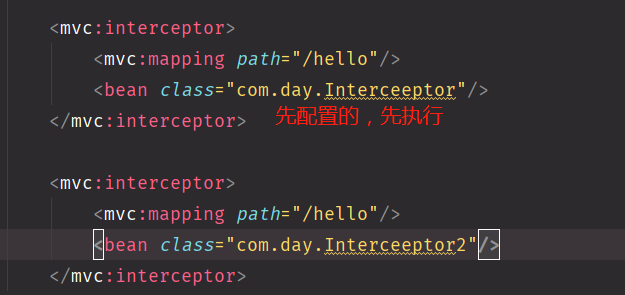 <mvc:interceptor>
<mvc:mapping path="/hello"/>
<bean class="com.day.Interceeptor"/>
</mvc:interceptor>
先配置的，先执行
<mvc:interceptor>
<mvc:mapping path="/hello"/>
<bean class="com.day.Interceeptor2"/>
</mvc:interceptor>